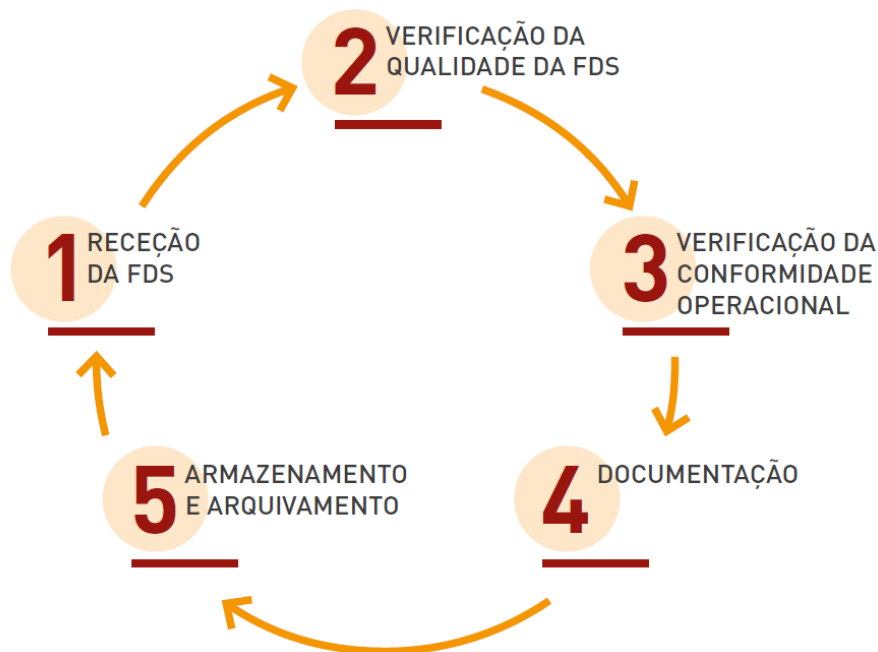 1
RECEÇÃO
DA FDS
2
VERIFICAÇÃO DA
QUALIDADE DA FDS
3
VERIFICAÇÃO DA
CONFORMIDADE
OPERACIONAL
4
DOCUMENTAÇÃO
5
ARMAZENAMENTO
E ARQUIVAMENTO